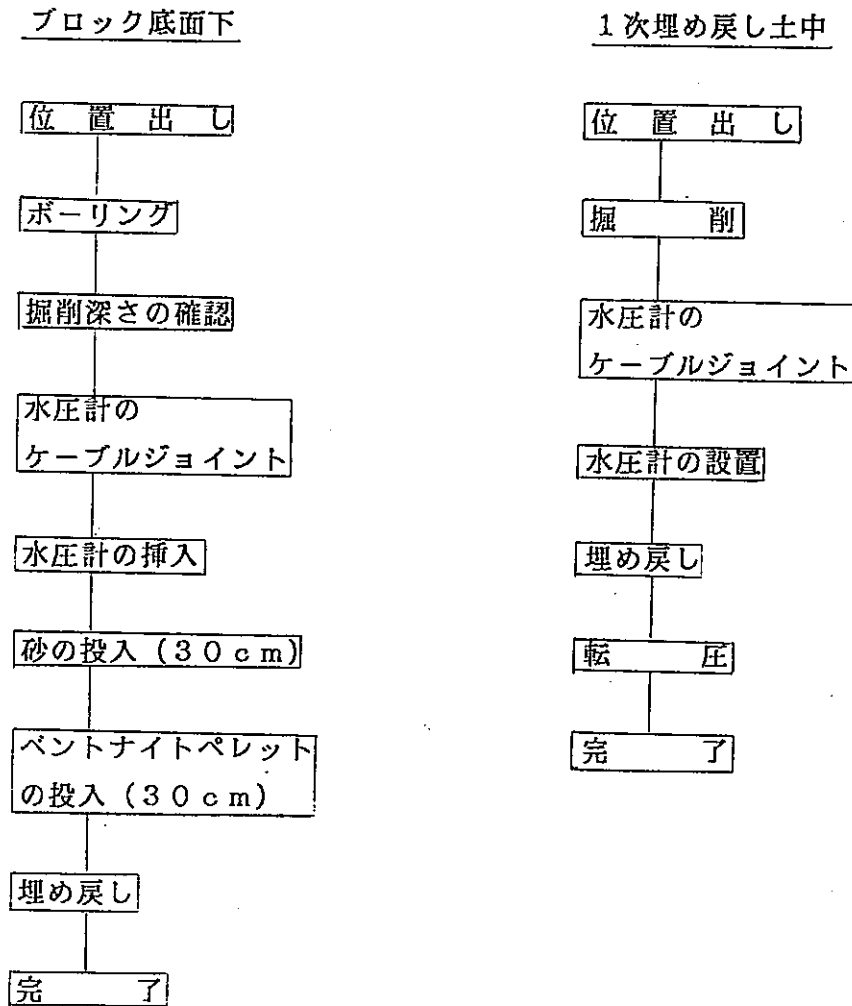 ブロック底面下
位置出し
ボーリング
掘削深さの確認
水圧計の
ケーブルジョイント
水圧計の挿入
砂の投入(30cm)
ベントナイトペレット
の投入(30cm)
埋め戻し
完了
1次埋め戻し土中
位置出し
掘削
水圧計の
ケーブルジョイント
水圧計の設置
埋め戻し
転圧
完了